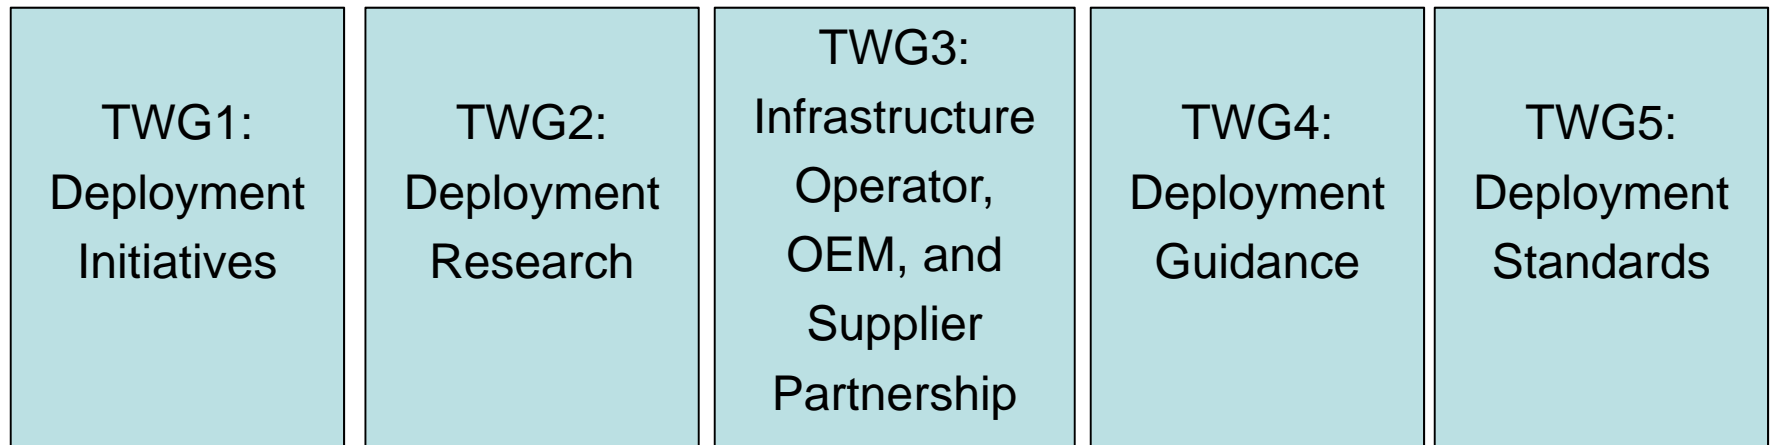 TWG1:
Deployment
Initiatives
TWG2:
Deployment
Research
TWG3:
Infrastructure
Operator,
OEM, and
Supplier
Partnership
TWG4:
Deployment
Guidance
TWG5:
Deployment
Standards